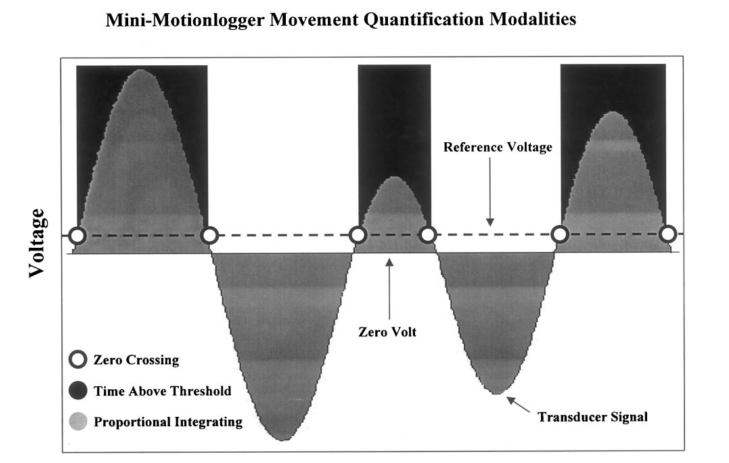 Mini-Motionlogger Movement Quantification Modalities
Reference Voltage
Voltage
Zero Volt
Zero Crossing
Time Above Threshold
Proportional Integrating
Transducer Signal